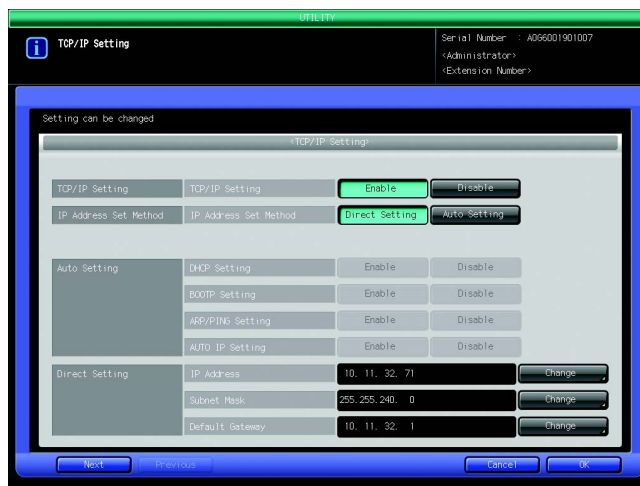 UTILITY
TCP/IP Setting
Serial Number : A066001901007
<Administrator>
<Extension Number>
Setting can be changed
<TCP/IP Setting>
TCP/IP Setting TCP/IP Setting Enable Disable
IP Address Set Method IP Address Set Method Direct Setting Auto Setting
Auto Setting DHCP Setting Enable Disable
BOOTP Setting Enable Disable
ARP/PING Setting Enable Disable
AUTO IP Setting Enable Disable
Direct Setting IP Address 10. 11. 32. 71 Change
Subnet Mask 255.255.240. 0 Change
Default Gateway 10. 11. 32. 1 Change
Next Previous Cancel OK